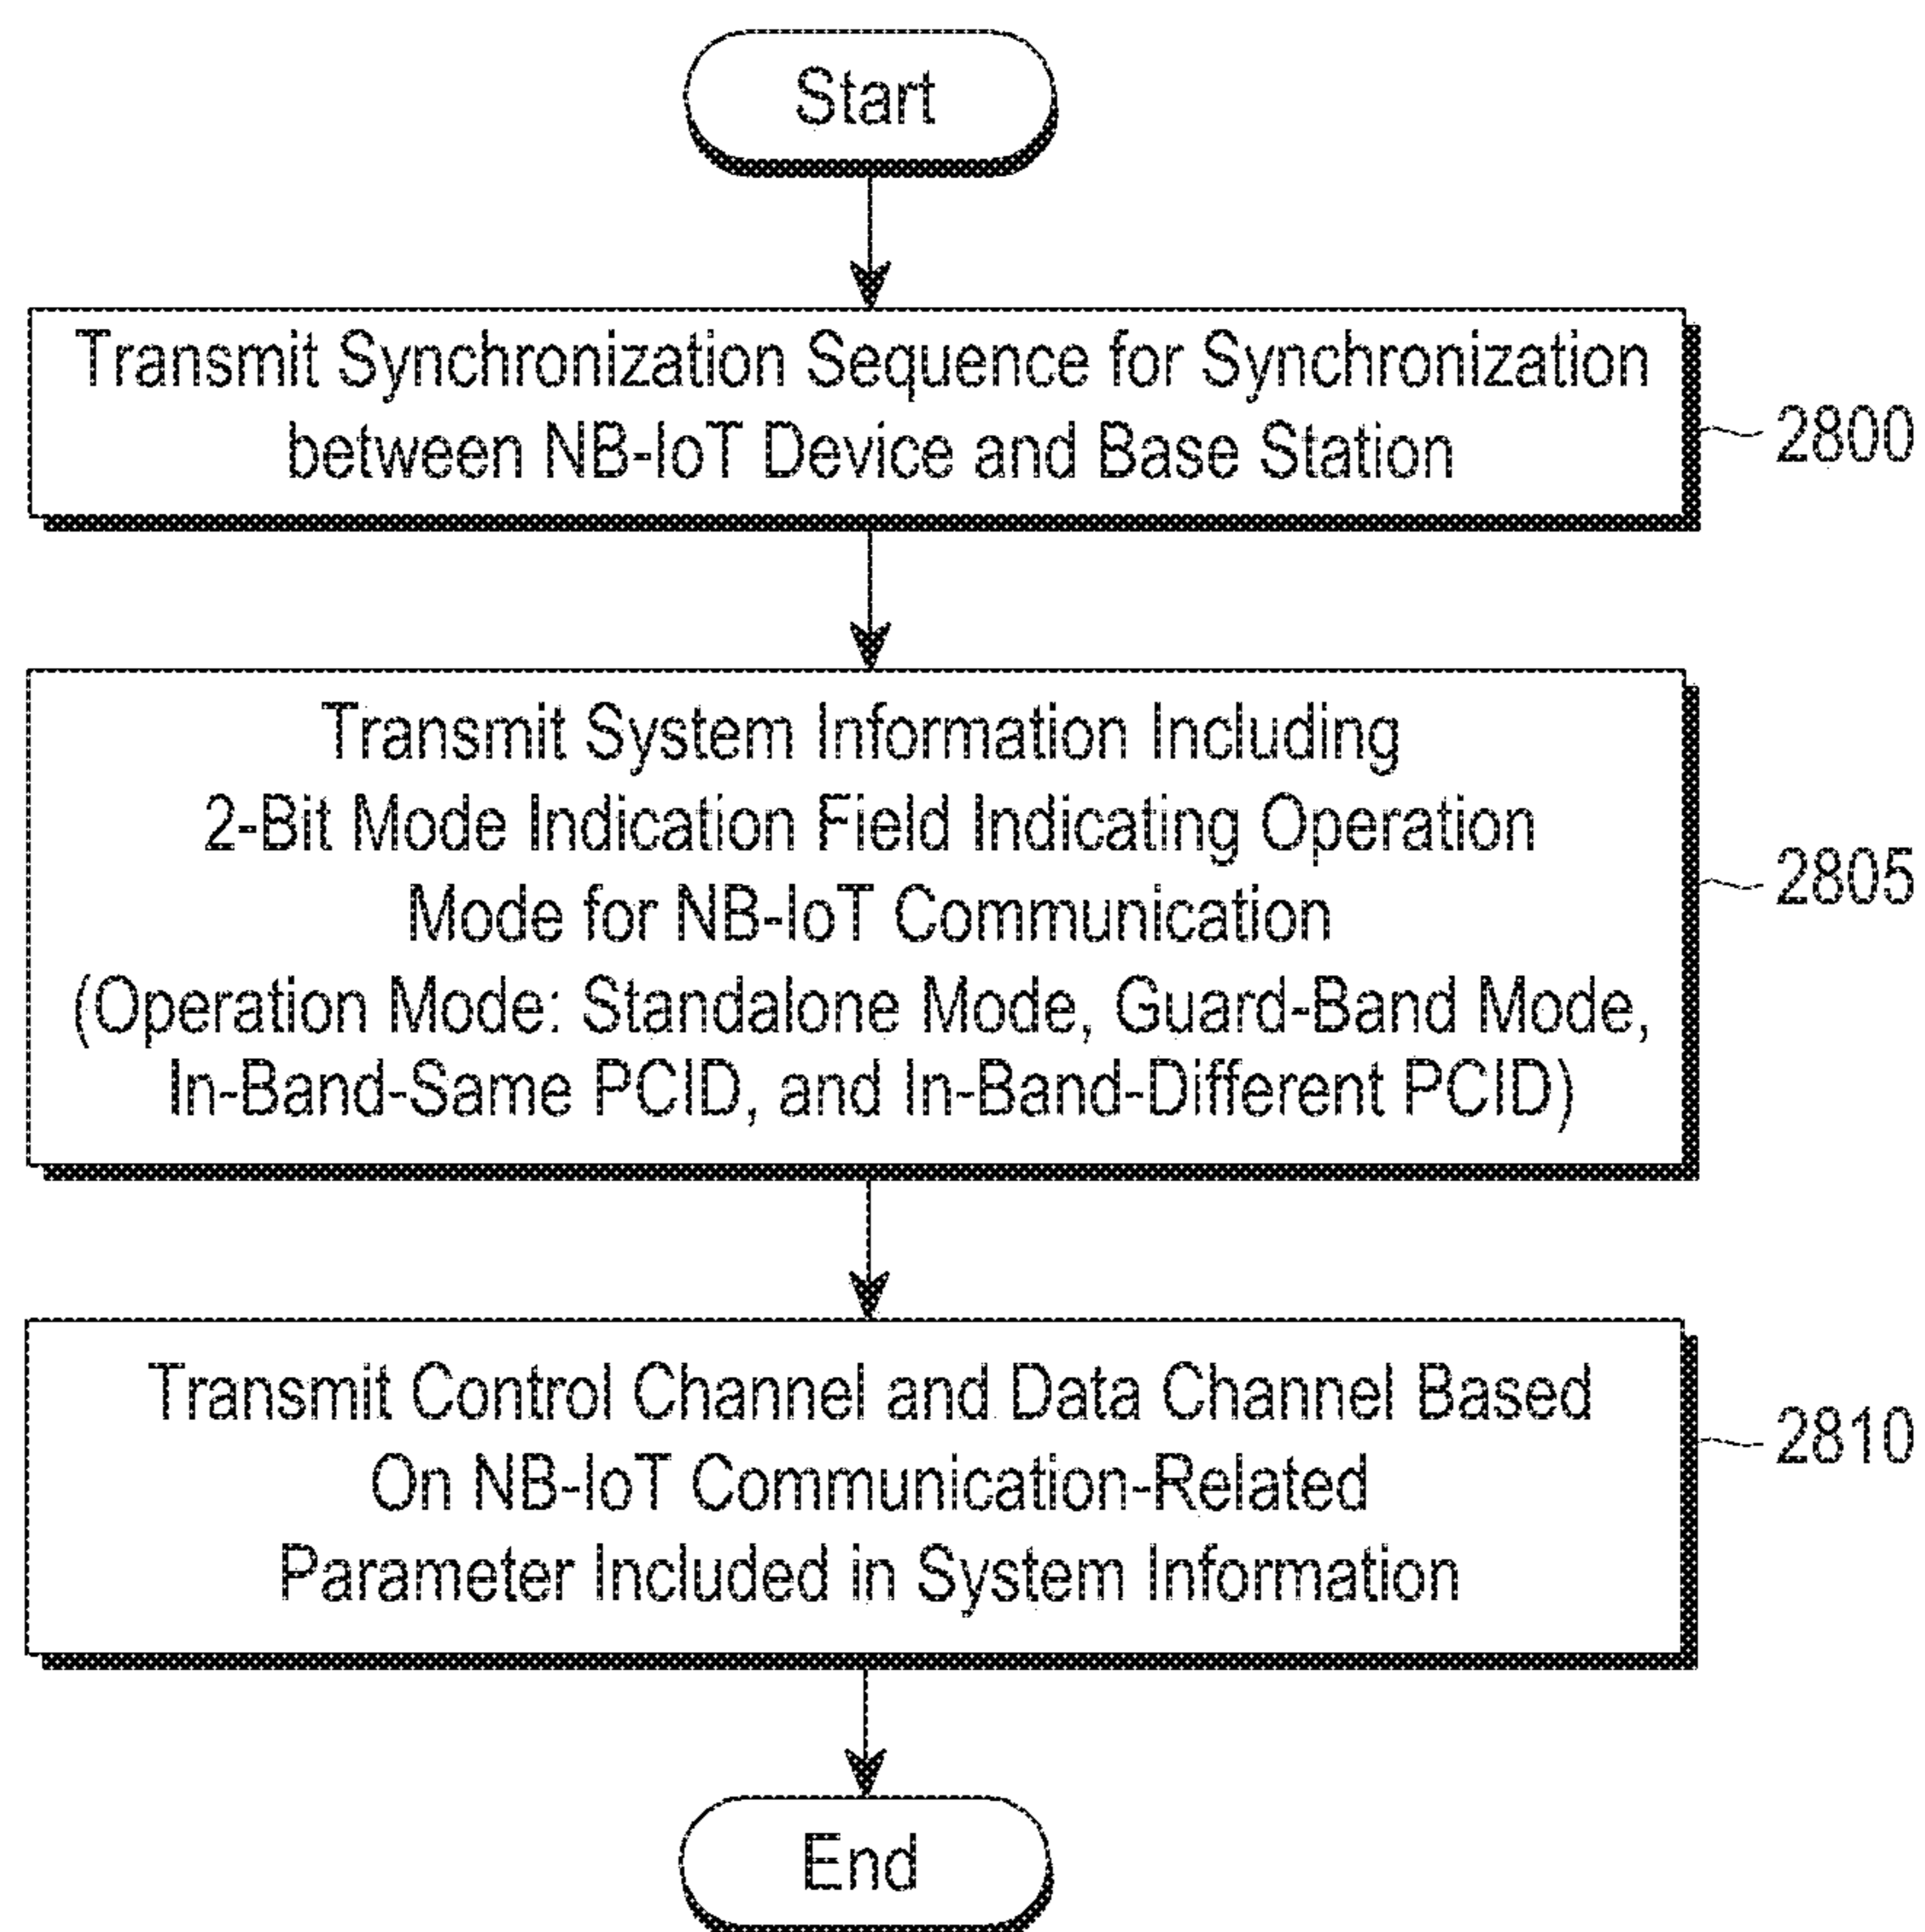 Start
Transmit Synchronization Sequence for Synchronization
between NB-IoT Device and Base Station
2800
Transmit System Information Including
2-Bit Mode Indication Field Indicating Operation
Mode for NB-IoT Communication
(Operation Mode: Standalone Mode, Guard-Band Mode,
In-Band-Same PCID, and In-Band-Different PCID)
2805
Transmit Control Channel and Data Channel Based
On NB-IoT Communication-Related
Parameter Included in System Information
2810
End